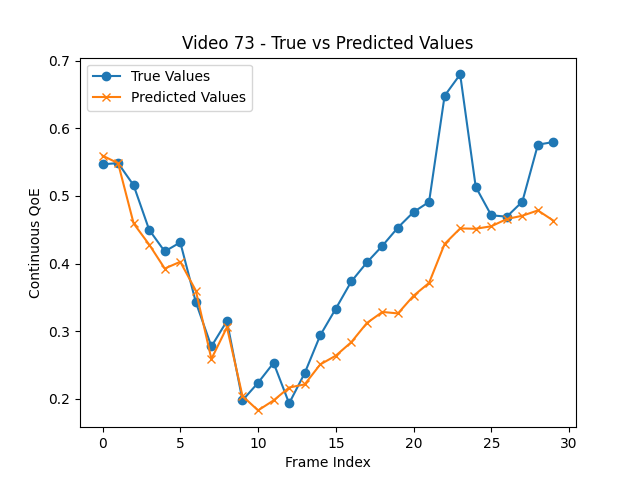 Video 73 - True vs Predicted Values
True Values
Predicted Values
0.7
0.6
0.5
0.4
0.3
0.2
Continuous QoE
0 5 10 15 20 25 30
Frame Index